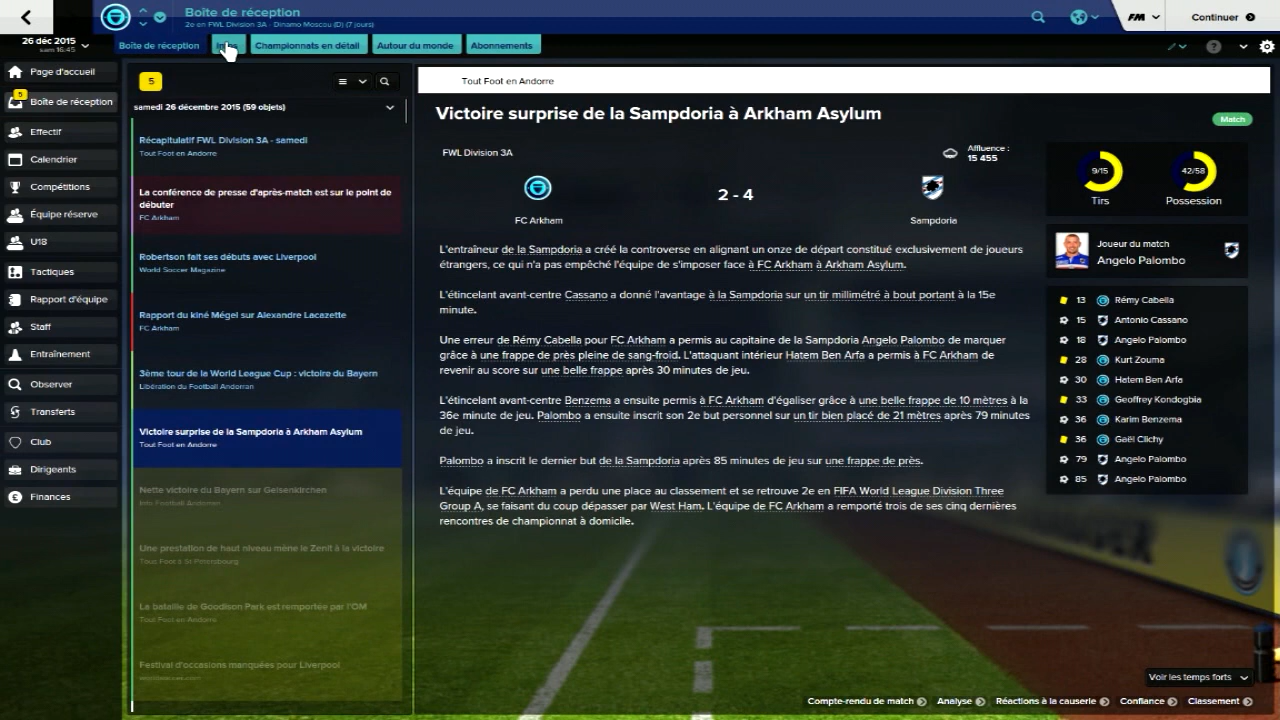 Boîte de réception
2e en FWL Division 3A - Dinamo Moscou (D) (7 jours)
FM
Continuer
26 déc 2015
sam 16:45
Boîte de réception
Championnats en détail
Autour du monde
Abonnements
Page d'accueil
5
Boîte de réception
Effectif
Calendrier
Compétitions
Équipe réserve
U18
Tactiques
Rapport d'équipe
Staff
Entraînement
Observer
Transferts
Club
Dirigeants
Finances
5
samedi 26 décembre 2015 (59 objets)
Récapitulatif FWL Division 3A - samedi
Tout Foot en Andorre
La conférence de presse d'après-match est sur le point de
débuter
FC Arkham
Robertson fait ses débuts avec Liverpool
World Soccer Magazine
Rapport du kiné Mégel sur Alexandre Lacazette
FC Arkham
3ème tour de la World League Cup : victoire du Bayern
Libération du Football Andorran
Victoire surprise de la Sampdoria à Arkham Asylum
Tout Foot en Andorre
Nette victoire du Bayern sur Gelsenkirchen
Info Football Andorran
Une prestation de haut niveau mène le Zenit à la victoire
Tous Foot à St Petersbourg
La bataille de Goodison Park est remportée par l'OM
Tout Foot en Andorre
Festival d'occasions manquées pour Liverpool
Tout Foot en Andorre
Victoire surprise de la Sampdoria à Arkham Asylum
Match
FWL Division 3A
Affluence :
15 455
2 - 4
FC Arkham
Sampdoria
L'entraîneur de la Sampdoria a créé la controverse en alignant un onze de départ constitué exclusivement de joueurs
étrangers, ce qui n'a pas empêché l'équipe de s'imposer face à FC Arkham à Arkham Asylum.
L'étincelant avant-centre Cassano a donné l'avantage à la Sampdoria sur un tir millimétré à bout portant à la 15e
minute.
Une erreur de Rémy Cabella pour FC Arkham a permis au capitaine de la Sampdoria Angelo Palombo de marquer
grâce à une frappe de près pleine de sang-froid. L'attaquant intérieur Hatem Ben Arfa a permis à FC Arkham de
revenir au score sur une belle frappe après 30 minutes de jeu.
L'étincelant avant-centre Benzema a ensuite permis à FC Arkham d'égaliser grâce à une belle frappe de 10 mètres à la
36e minute de jeu. Palombo a ensuite inscrit son 2e but personnel sur un tir bien placé de 21 mètres après 79 minutes
de jeu.
Palombo a inscrit le dernier but de la Sampdoria après 85 minutes de jeu sur une frappe de près.
L'équipe de FC Arkham a perdu une place au classement et se retrouve 2e en FIFA World League Division Three
Group A, se faisant du coup dépasser par West Ham. L'équipe de FC Arkham a remporté trois de ses cinq dernières
rencontres de championnat à domicile.
9/15
Tirs
42/58
Possession
Joueur du match
Angelo Palombo
13 Rémy Cabella
15 Antonio Cassano
18 Angelo Palombo
28 Kurt Zouma
30 Hatem Ben Arfa
33 Geoffrey Kondogbia
36 Karim Benzema
36 Gaël Clichy
79 Angelo Palombo
85 Angelo Palombo
Voir les temps forts
Compte-rendu de match
Analyse
Réactions à la causerie
Confiance
Classement